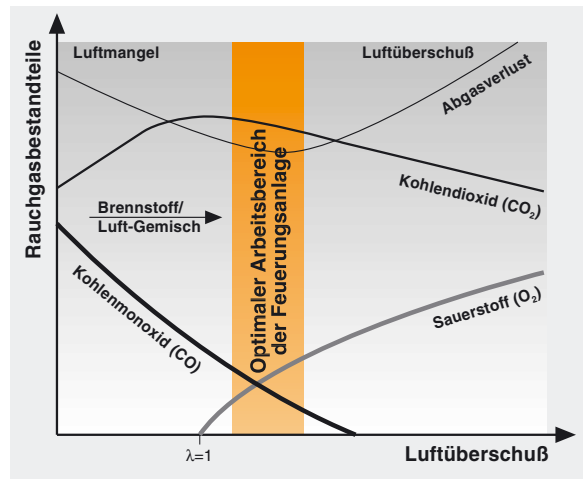 Luftmangel
Luftüberschuß
Abgasverlust
Rauchgasbestandteile
Kohlendioxid (CO₂)
Brennstoff/
Luft-Gemisch
Optimaler Arbeitsbereich
der Feuerungsanlage
Kohlenmonoxid (CO)
Sauerstoff (O₂)
λ=1
Luftüberschuß